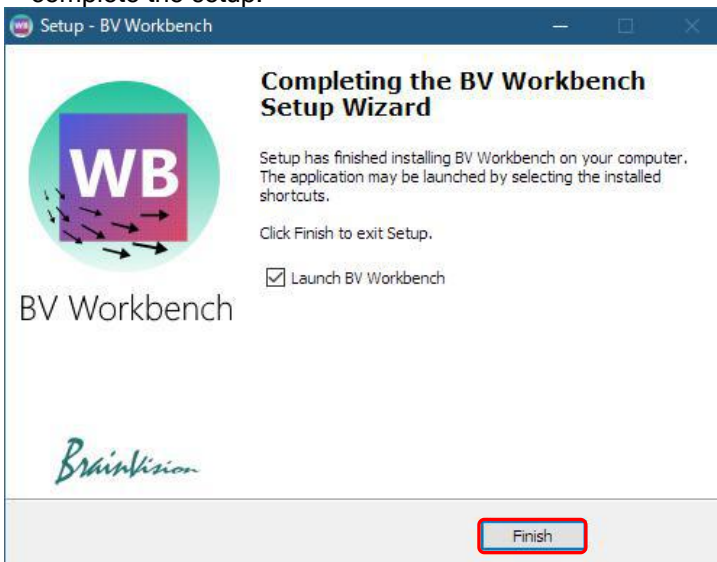 complete the setup.
Setup - BV Workbench
Completing the BV Workbench
Setup Wizard
Setup has finished installing BV Workbench on your computer.
The application may be launched by selecting the installed
shortcuts.
Click Finish to exit Setup.
Launch BV Workbench
WB
BV Workbench
BrainVision
Finish